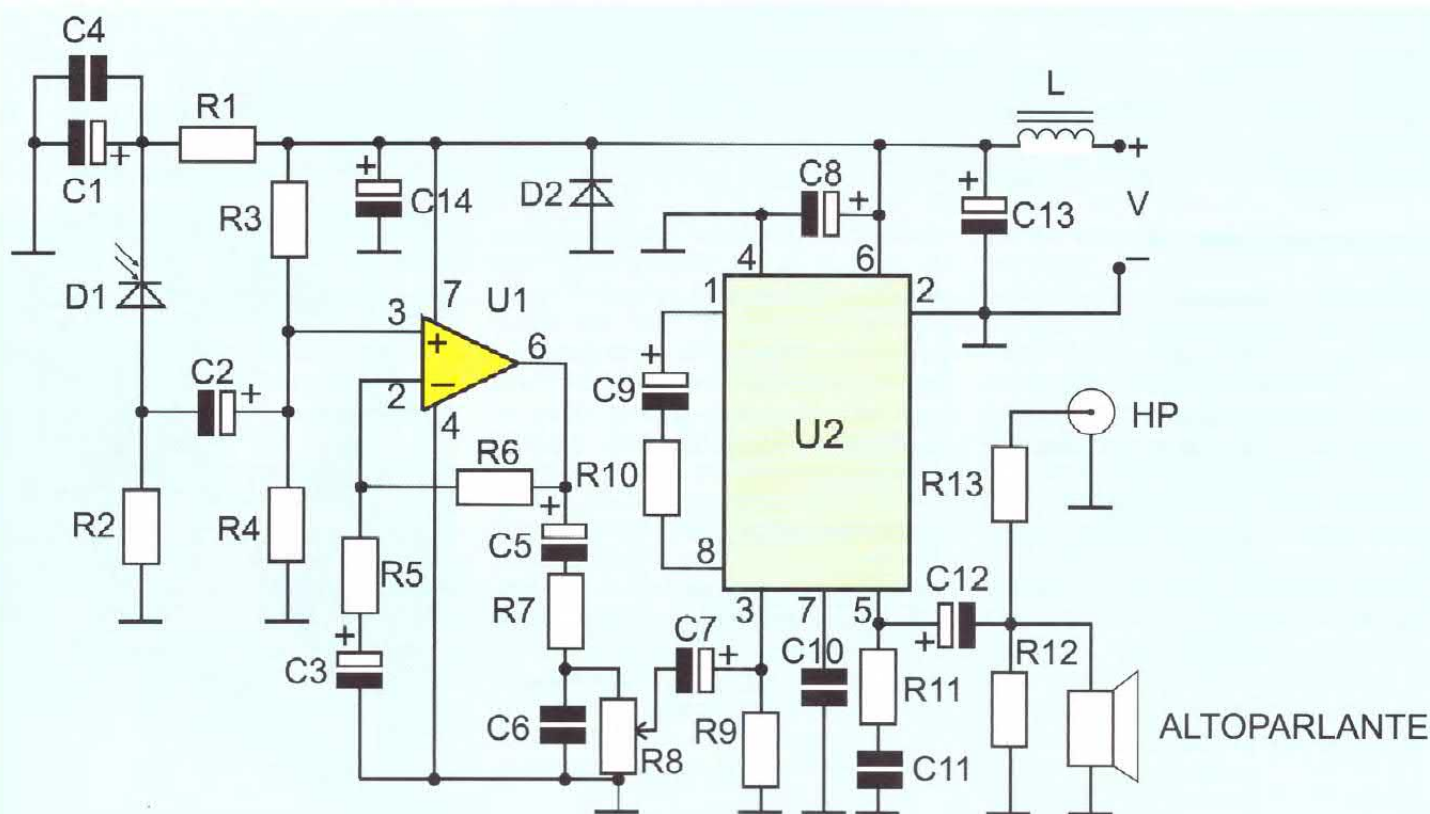 C4
R1
L
C1
+
C14
+
D2
C8
+
C13
+
+
V
−
R3
D1
4
6
7
U1
1
2
3
+
6
2
−
4
C2
+
C9
+
U2
HP
R2
R4
R6
R10
R13
R5
+
C5
8
C12
+
R7
3
7
5
C3
+
C7
+
C10
R11
R12
C6
R8
R9
C11
ALTOPARLANTE